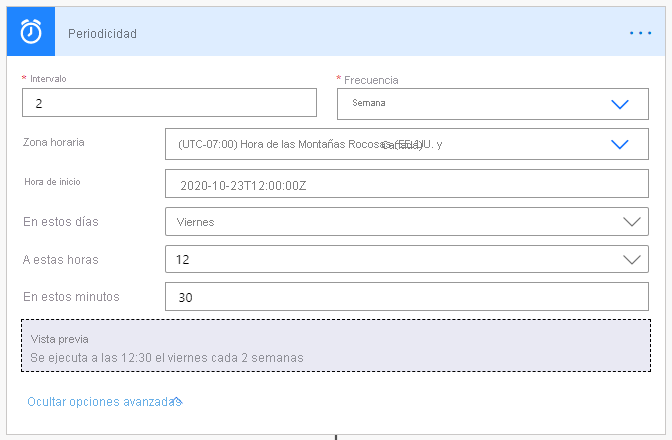 Periodicidad
* Intervalo
* Frecuencia
2
Semana
Zona horaria
(UTC-07:00) Hora de las Montañas Rocosas (EE.UU. y Canadá)
Hora de inicio
2020-10-23T12:00:00Z
En estos días
Viernes
A estas horas
12
En estos minutos
30
Vista previa
Se ejecuta a las 12:30 el viernes cada 2 semanas
Ocultar opciones avanzadas